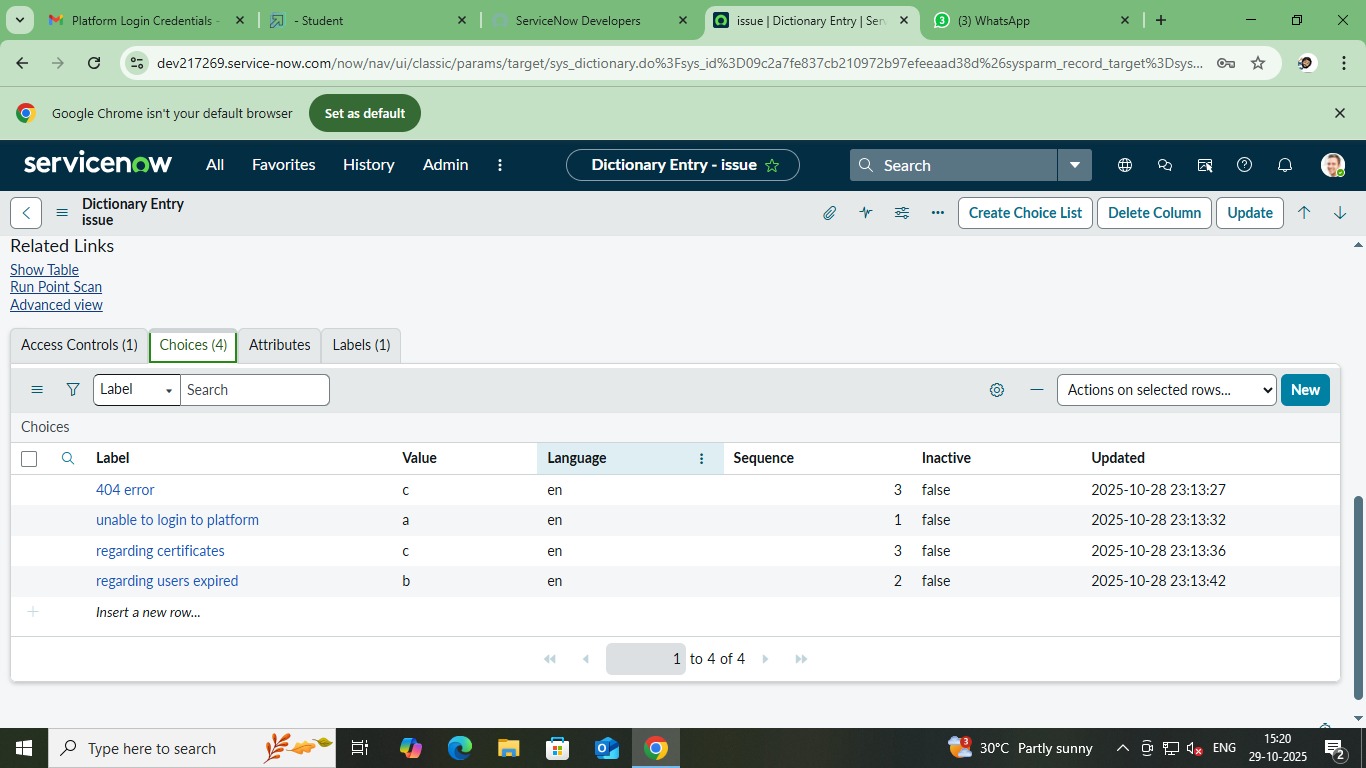 Platform Login Credentials -
- Student
ServiceNow Developers
issue | Dictionary Entry | Ser
3
(3) WhatsApp
dev217269.service-now.com/now/nav/ui/classic/params/target/sys_dictionary.do%3Fsys_id%3D09c2a7fe837cb210972b97efeeaad38d%26sysparm_record_target%3Dsys...
Google Chrome isn't your default browser
Set as default
servicenow
All
Favorites
History
Admin
Dictionary Entry - issue
Search
Dictionary Entry
issue
Create Choice List
Delete Column
Update
Related Links
Show Table
Run Point Scan
Advanced view
Access Controls (1)
Choices (4)
Attributes
Labels (1)
Label
Search
Actions on selected rows...
New
Choices
Label Value Language Sequence Inactive Updated
404 error c en 3 false 2025-10-28 23:13:27
unable to login to platform a en 1 false 2025-10-28 23:13:32
regarding certificates c en 3 false 2025-10-28 23:13:36
regarding users expired b en 2 false 2025-10-28 23:13:42
Insert a new row...
1 to 4 of 4
Type here to search
3
30°C Partly sunny
ENG
15:20
29-10-2025
2